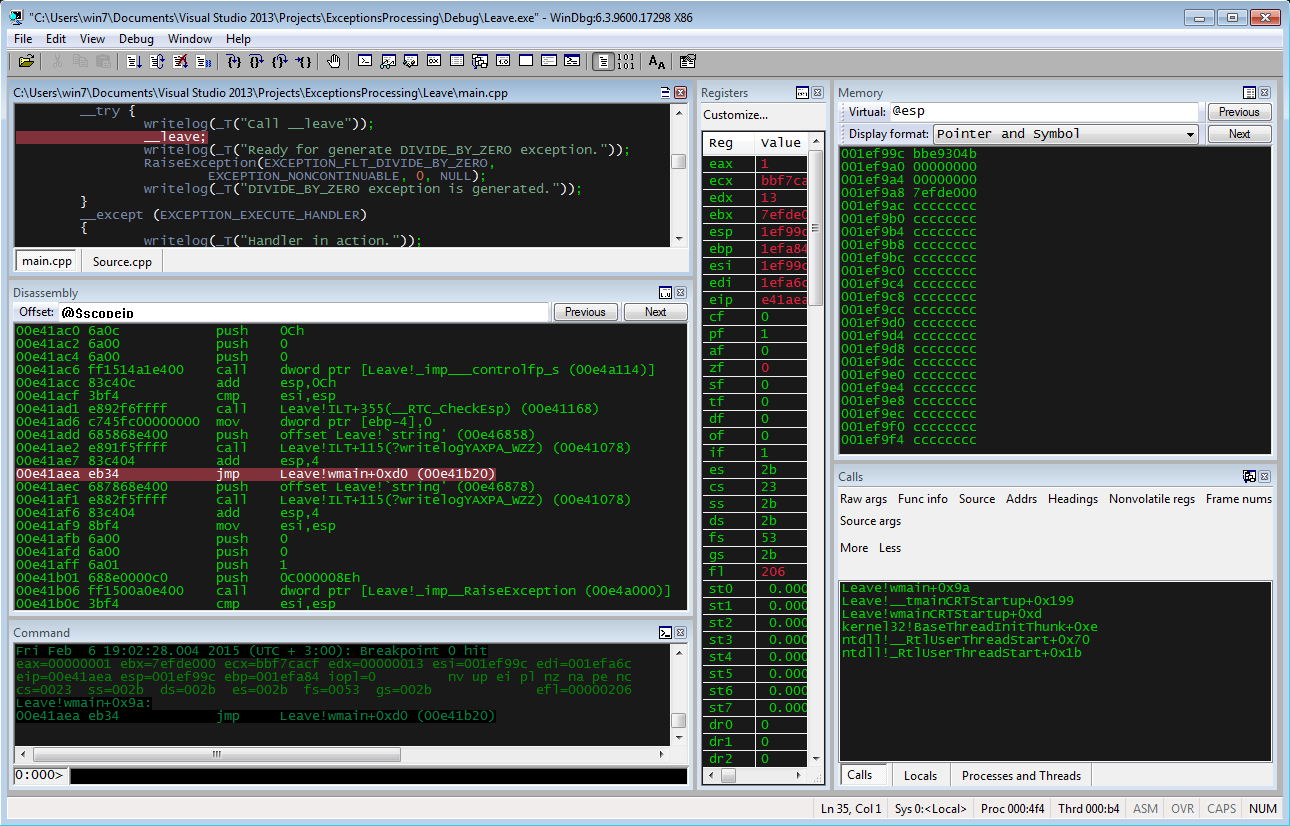 "C:\Users\win7\Documents\Visual Studio 2013\Projects\ExceptionsProcessing\Debug\Leave.exe" - WinDbg:6.3.9600.17298 X86
File Edit View Debug Window Help
C:\Users\win7\Documents\Visual Studio 2013\Projects\ExceptionsProcessing\Leave\main.cpp
__try {
writelog(_T("Call __leave"));
__leave;
writelog(_T("Ready for generate DIVIDE_BY_ZERO exception."));
RaiseException(EXCEPTION_FLT_DIVIDE_BY_ZERO,
EXCEPTION_NONCONTINUABLE, 0, NULL);
writelog(_T("DIVIDE_BY_ZERO exception is generated."));
}
__except (EXCEPTION_EXECUTE_HANDLER)
{
writelog(_T("Handler in action."));
main.cpp Source.cpp
Disassembly
Offset: @$scopeip Previous Next
00e41ac0 6a0c push 0Ch
00e41ac2 6a00 push 0
00e41ac4 6a00 push 0
00e41ac6 ff1514a1e400 call dword ptr [Leave!_imp___controlfp_s (00e4a114)]
00e41acc 83c40c add esp,0Ch
00e41acf 3bf4 cmp esi,esp
00e41ad1 e892f6ffff call Leave!ILT+355(__RTC_CheckEsp) (00e41168)
00e41ad6 c745fc00000000 mov dword ptr [ebp-4],0
00e41add 685868e400 push offset Leave!`string' (00e46858)
00e41ae2 e891f5ffff call Leave!ILT+115(?writelogYAXPA_WZZ) (00e41078)
00e41ae7 83c404 add esp,4
00e41aea eb34 jmp Leave!wmain+0xd0 (00e41b20)
00e41aec 687868e400 push offset Leave!`string' (00e46878)
00e41af1 e882f5ffff call Leave!ILT+115(?writelogYAXPA_WZZ) (00e41078)
00e41af6 83c404 add esp,4
00e41af9 8bf4 mov esi,esp
00e41afb 6a00 push 0
00e41afd 6a00 push 0
00e41aff 6a01 push 1
00e41b01 688e0000c0 push 0C000008Eh
00e41b06 ff1500a0e400 call dword ptr [Leave!_imp__RaiseException (00e4a000)]
00e41b0c 3bf4 cmp esi,esp
Command
Fri Feb 6 19:02:28.004 2015 (UTC + 3:00): Breakpoint 0 hit
eax=00000001 ebx=7efde000 ecx=bbf7cacf edx=00000013 esi=001ef99c edi=001efa6c
eip=00e41aea esp=001ef99c ebp=001efa84 iopl=0 nv up ei pl nz na pe nc
cs=0023 ss=002b ds=002b es=002b fs=0053 gs=002b efl=00000206
Leave!wmain+0x9a:
00e41aea eb34 jmp Leave!wmain+0xd0 (00e41b20)
0:000>
Registers
Customize...
Reg Value
eax 1
ecx bbf7ca
edx 13
ebx 7efde0
esp 1ef99c
ebp 1efa84
esi 1ef99c
edi 1efa6c
eip e41aea
cf 0
pf 1
af 0
zf 0
sf 0
tf 0
df 0
of 0
if 1
es 2b
cs 23
ss 2b
ds 2b
fs 53
gs 2b
fl 206
st0 0.000
st1 0.000
st2 0.000
st3 0.000
st4 0.000
st5 0.000
st6 0.000
st7 0.000
dr0 0
dr1 0
dr2 0
Memory
Virtual: @esp Previous
Display format: Pointer and Symbol Next
001ef99c bbe9304b
001ef9a0 00000000
001ef9a4 00000000
001ef9a8 7efde000
001ef9ac cccccccc
001ef9b0 cccccccc
001ef9b4 cccccccc
001ef9b8 cccccccc
001ef9bc cccccccc
001ef9c0 cccccccc
001ef9c4 cccccccc
001ef9c8 cccccccc
001ef9cc cccccccc
001ef9d0 cccccccc
001ef9d4 cccccccc
001ef9d8 cccccccc
001ef9dc cccccccc
001ef9e0 cccccccc
001ef9e4 cccccccc
001ef9e8 cccccccc
001ef9ec cccccccc
001ef9f0 cccccccc
001ef9f4 cccccccc
Calls
Raw args Func info Source Addrs Headings Nonvolatile regs Frame nums
Source args
More Less
Leave!wmain+0x9a
Leave!__tmainCRTStartup+0x199
Leave!wmainCRTStartup+0xd
kernel32!BaseThreadInitThunk+0xe
ntdll!__RtlUserThreadStart+0x70
ntdll!_RtlUserThreadStart+0x1b
Calls Locals Processes and Threads
Ln 35, Col 1 Sys 0:<Local> Proc 000:4f4 Thrd 000:b4 ASM OVR CAPS NUM